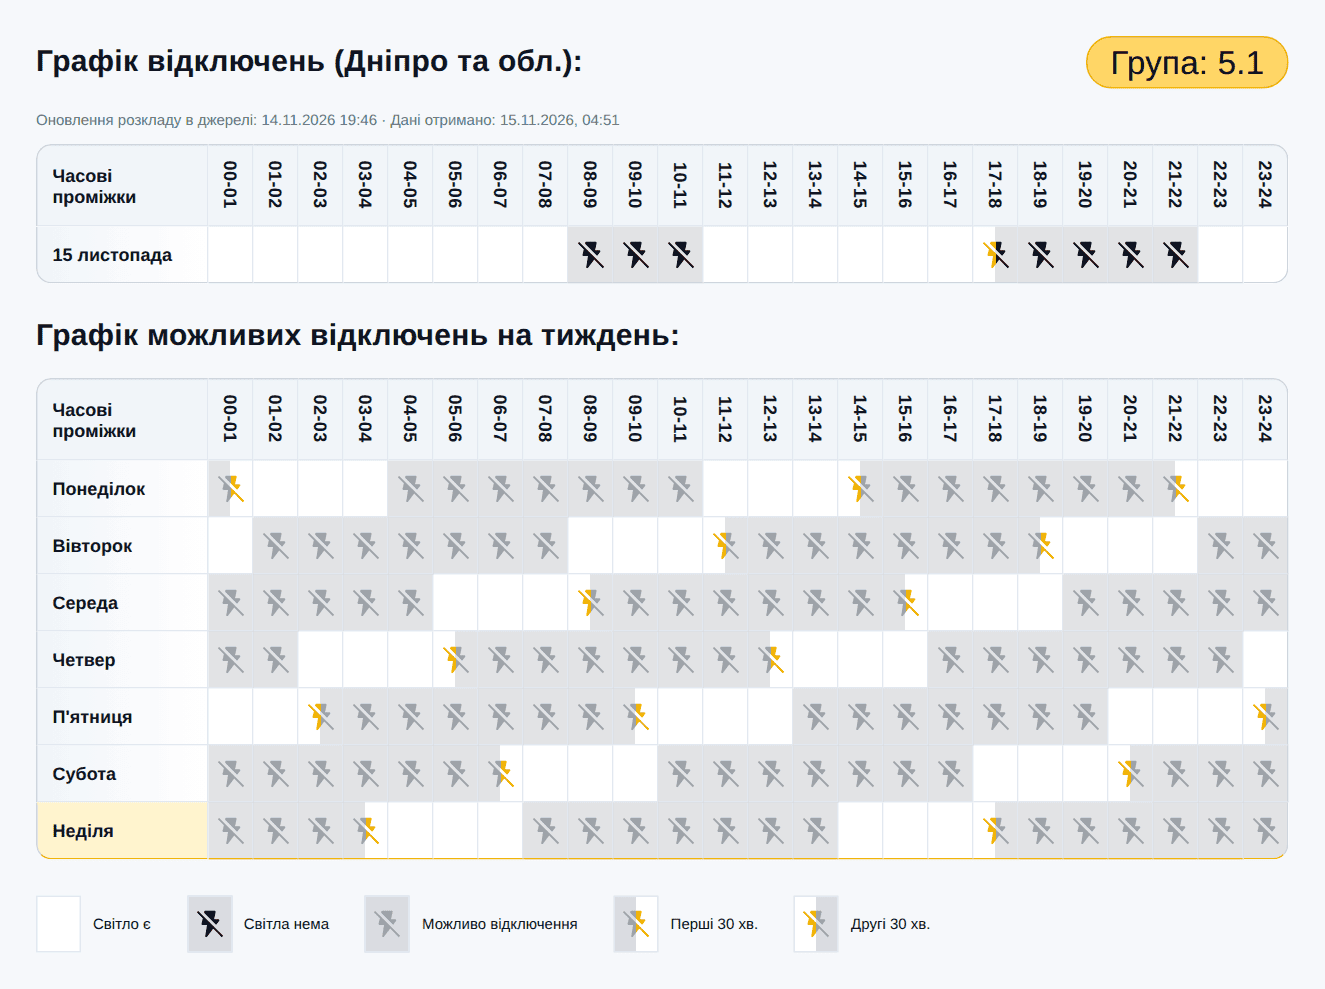 Графік відключень (Дніпро та обл.):
Група: 5.1
Оновлення розкладу в джерелі: 14.11.2026 19:46 · Дані отримано: 15.11.2026, 04:51
Часові проміжки 00-01 01-02 02-03 03-04 04-05 05-06 06-07 07-08 08-09 09-10 10-11 11-12 12-13 13-14 14-15 15-16 16-17 17-18 18-19 19-20 20-21 21-22 22-23 23-24
15 листопада
Графік можливих відключень на тиждень:
Часові проміжки 00-01 01-02 02-03 03-04 04-05 05-06 06-07 07-08 08-09 09-10 10-11 11-12 12-13 13-14 14-15 15-16 16-17 17-18 18-19 19-20 20-21 21-22 22-23 23-24
Понеділок
Вівторок
Середа
Четвер
П'ятниця
Субота
Неділя
Світло є Світла нема Можливо відключення Перші 30 хв. Другі 30 хв.